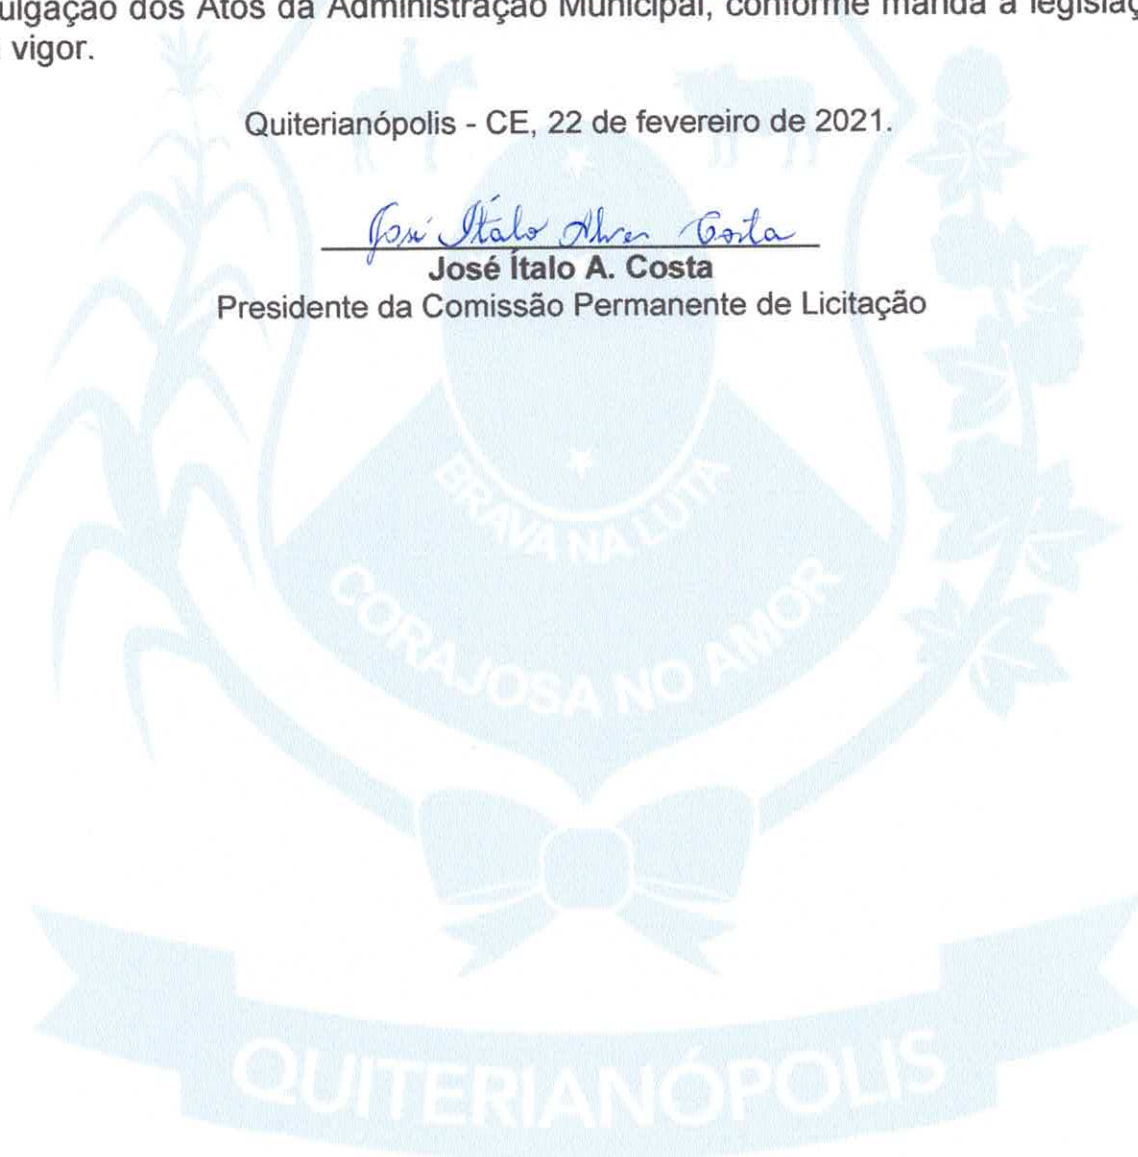 ulgação dos Atos da Administração Municipal, conforme manda a legislaç
vigor.
Quiterianópolis - CE, 22 de fevereiro de 2021.
José Ítalo Alves Costa
José Ítalo A. Costa
Presidente da Comissão Permanente de Licitação
BRAVA NA LUTA
CORAJOSA NO AMOR
QUITERIANÓPOLIS